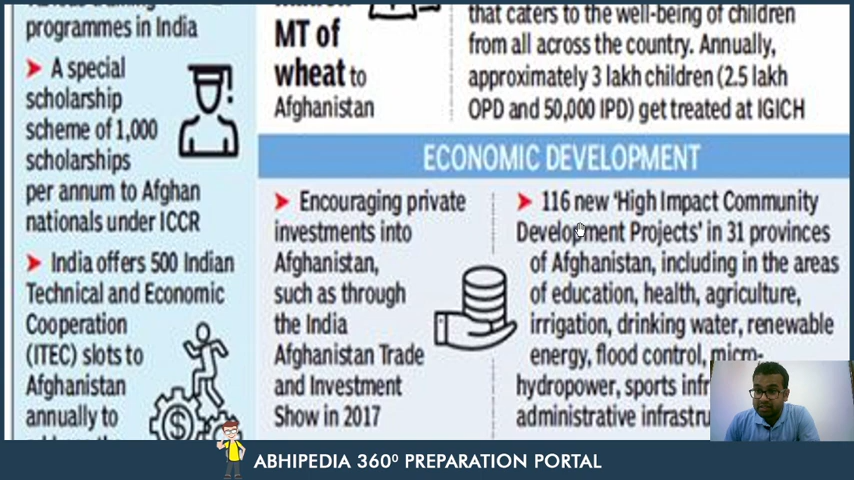 programmes in India
➤ A special
scholarship
scheme of 1,000
scholarships
per annum to Afghan
nationals under ICCR
➤ India offers 500 Indian
Technical and Economic
Cooperation
(ITEC) slots to
Afghanistan
annually to
MT of
wheat to
Afghanistan
that caters to the well-being of children
from all across the country. Annually,
approximately 3 lakh children (2.5 lakh
OPD and 50,000 IPD) get treated at IGICH
ECONOMIC DEVELOPMENT
➤ Encouraging private
investments into
Afghanistan,
such as through
the India
Afghanistan Trade
and Investment
Show in 2017
➤ 116 new ‘High Impact Community
Development Projects’ in 31 provinces
of Afghanistan, including in the areas
of education, health, agriculture,
irrigation, drinking water, renewable
energy, flood control, micro-
hydropower, sports infr
administrative infrastru
$
ABHIPEDIA 360º PREPARATION PORTAL